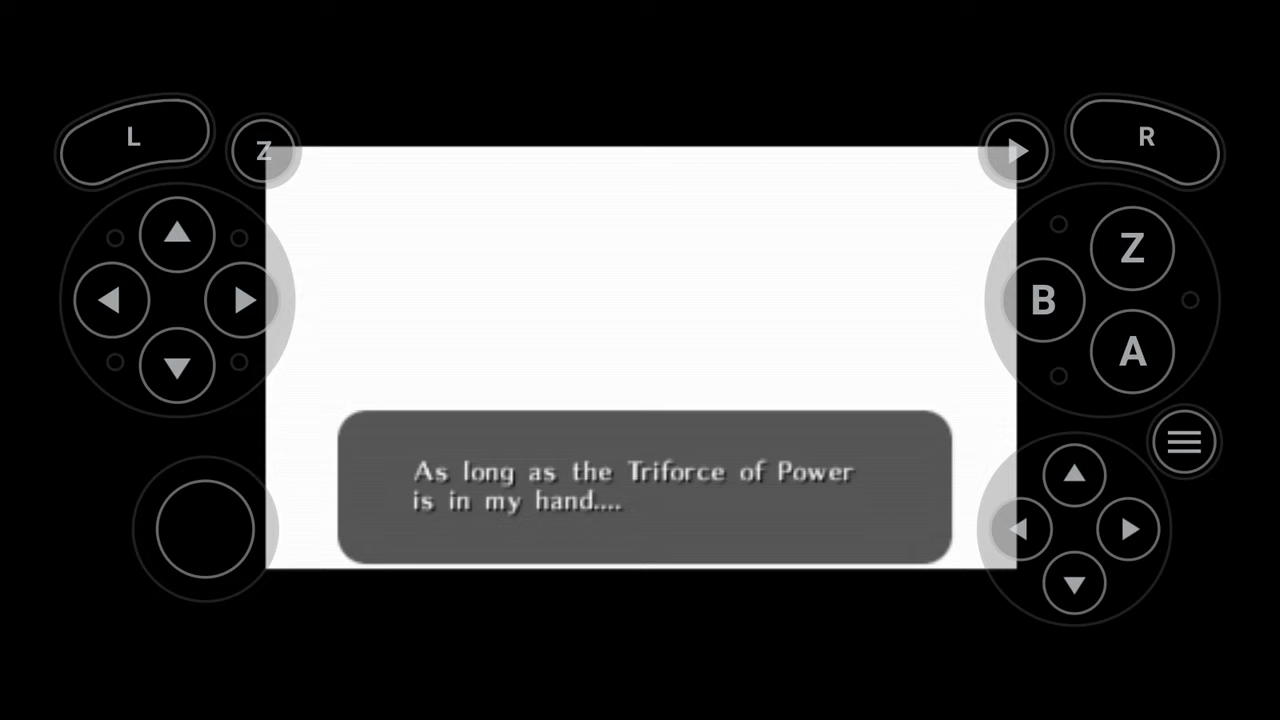 L
Z
R
Z
B
A
As long as the Triforce of Power
is in my hand....